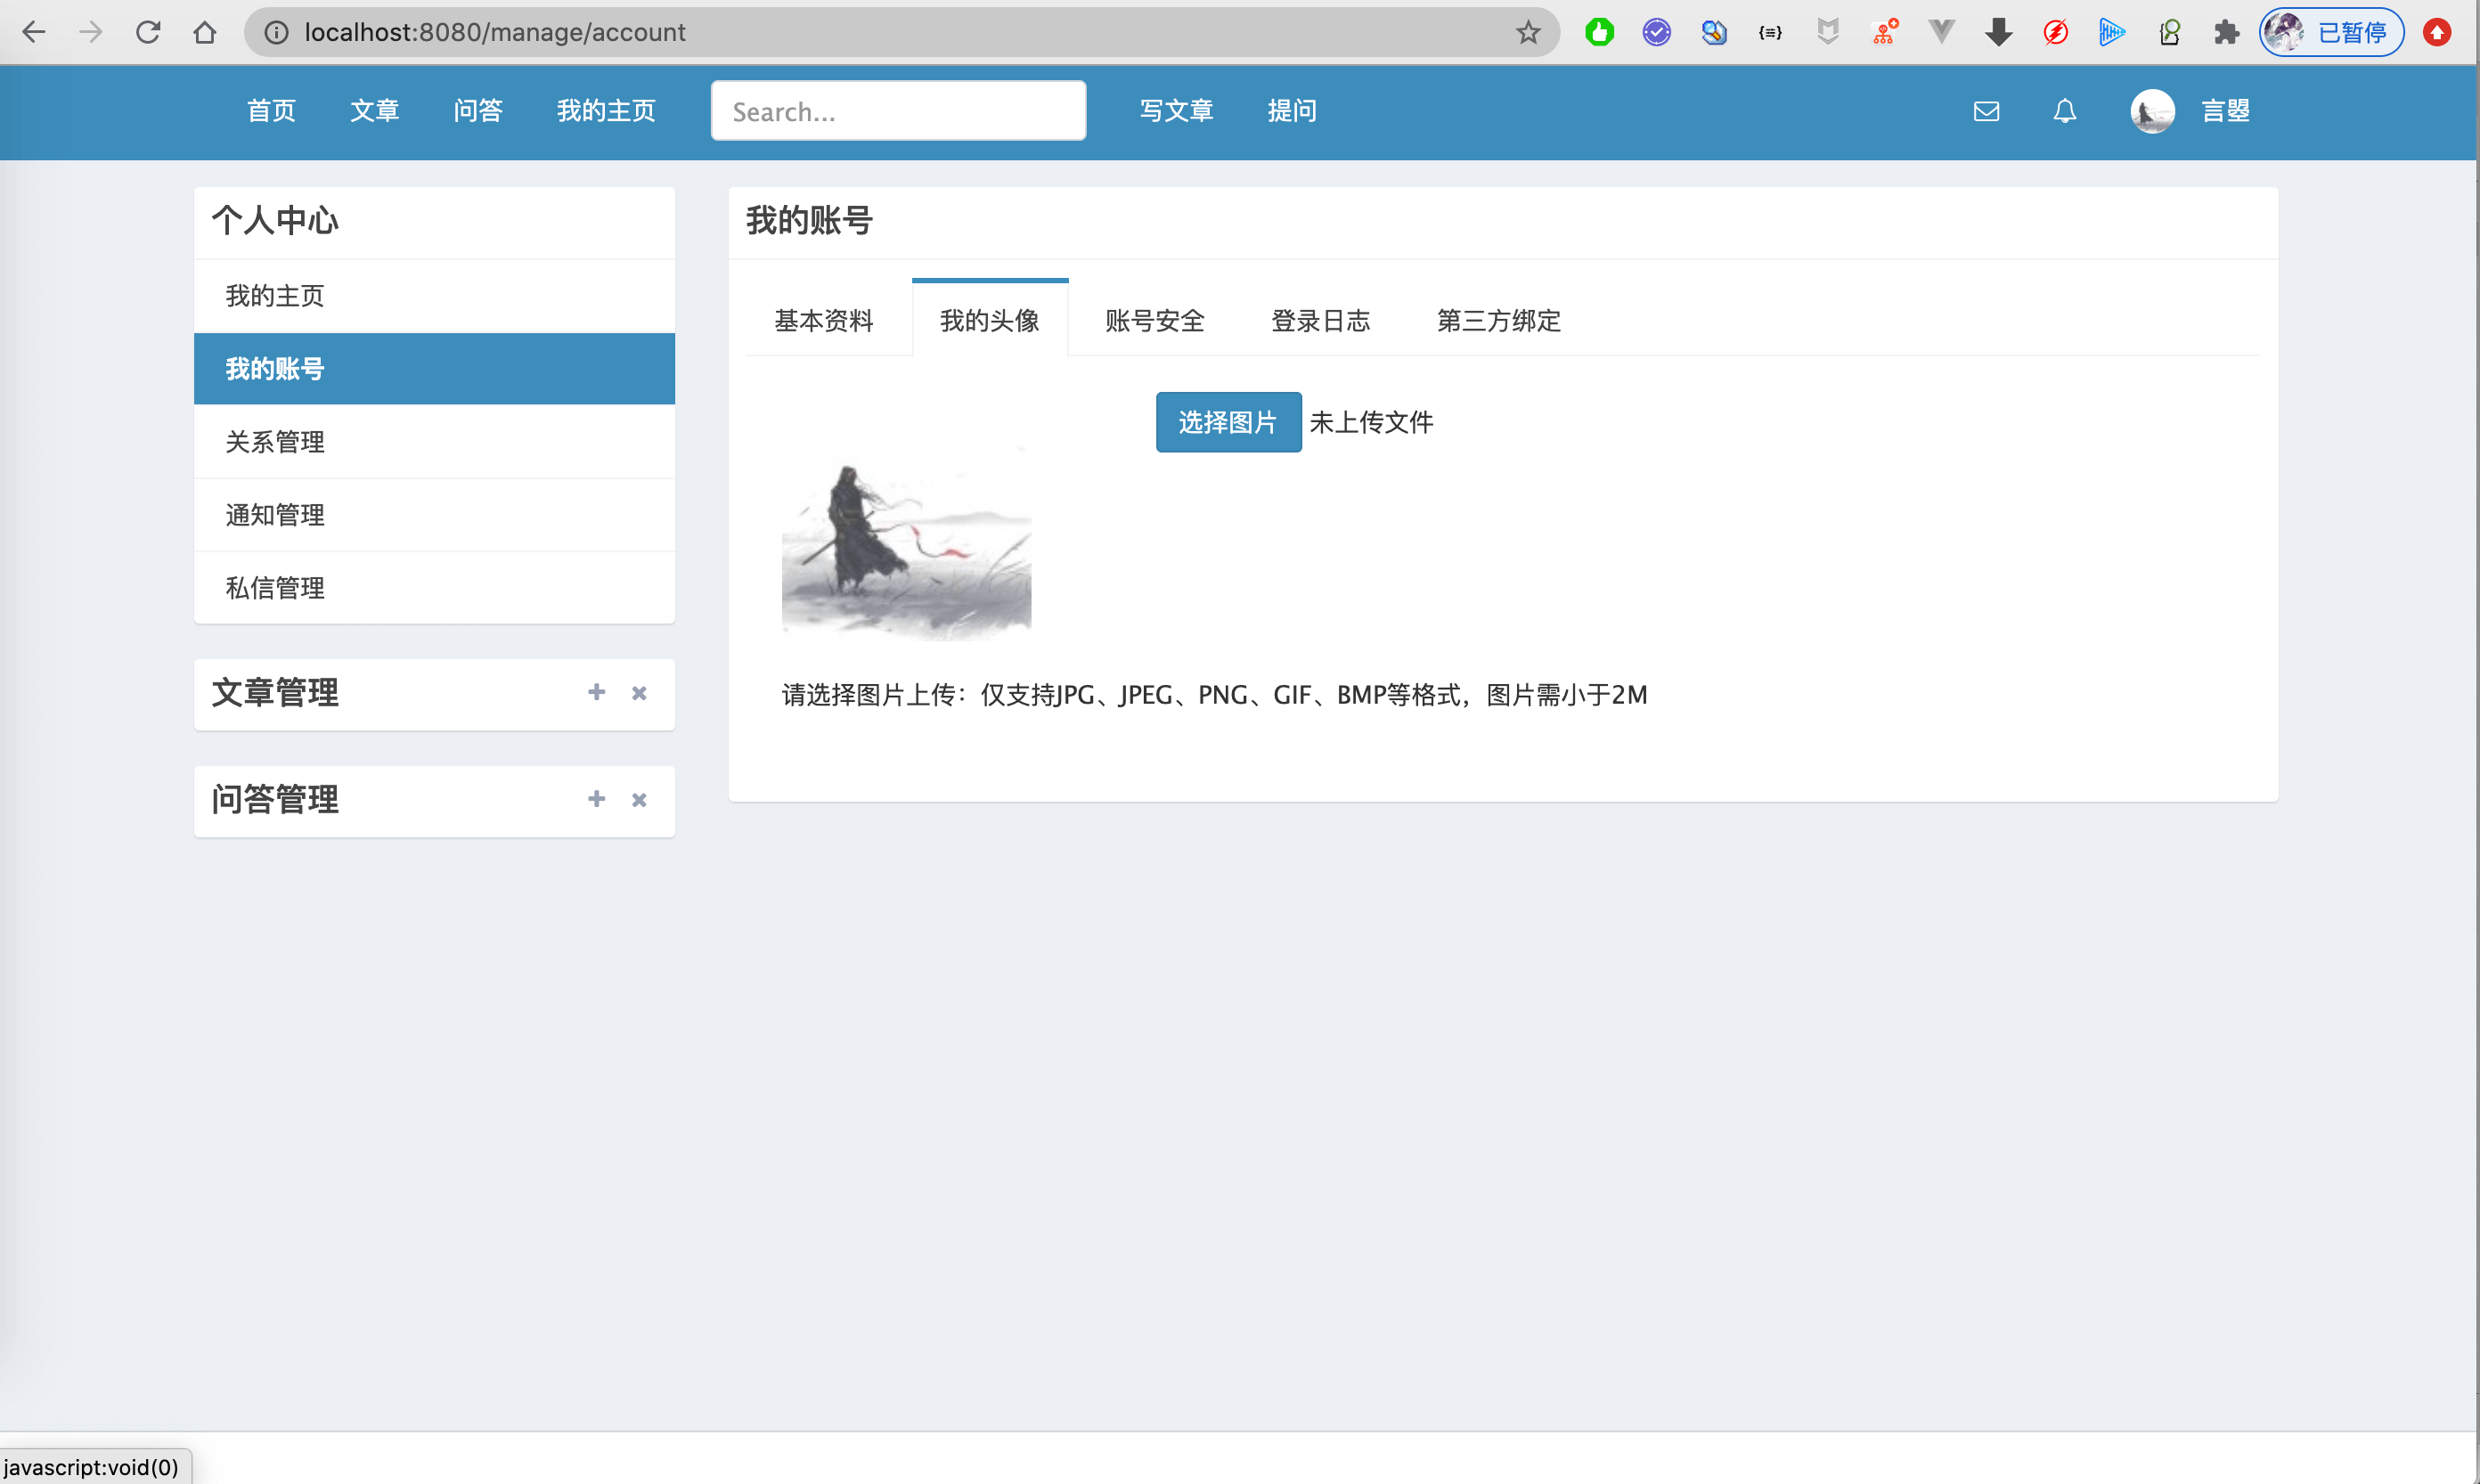 localhost:8080/manage/account
已暂停
首页 文章 问答 我的主页 Search... 写文章 提问 言曌
个人中心
我的主页
我的账号
关系管理
通知管理
私信管理
文章管理
问答管理
我的账号
基本资料 我的头像 账号安全 登录日志 第三方绑定
选择图片 未上传文件
请选择图片上传：仅支持JPG、JPEG、PNG、GIF、BMP等格式，图片需小于2M
javascript:void(0)